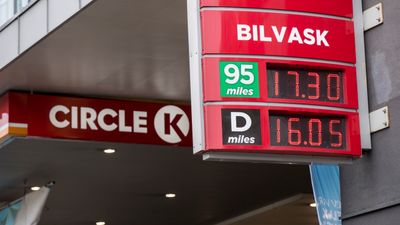 BILVASK
95 miles 17.30
D miles 16.05
CIRCLE K